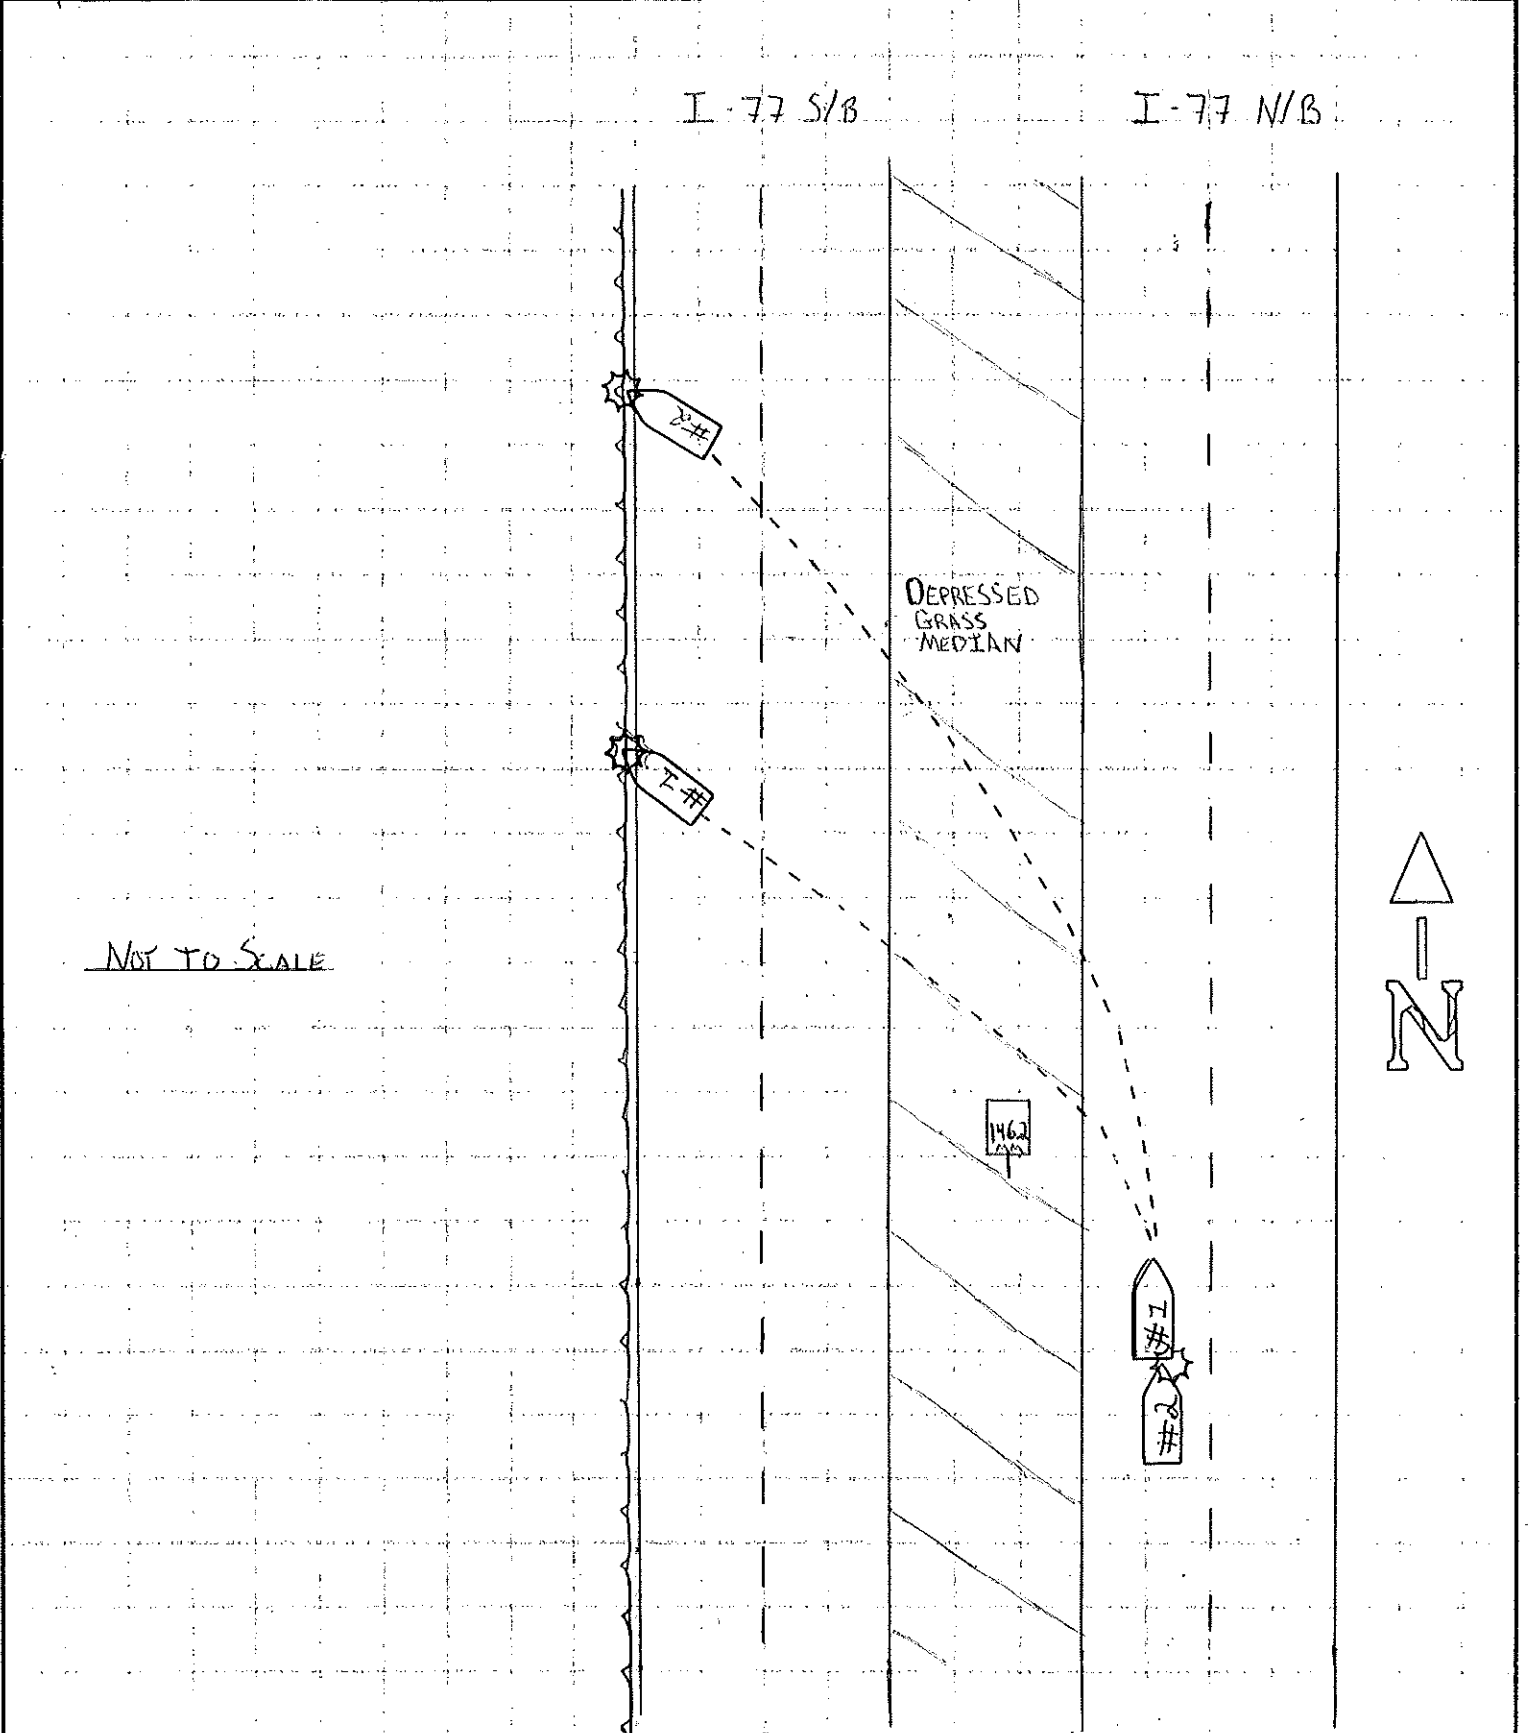 I-77 S/B
I-77 N/B
#2
DEPRESSED
GRASS
MEDIAN
#1
NOT TO SCALE
N
146.2
MM
#1
#2